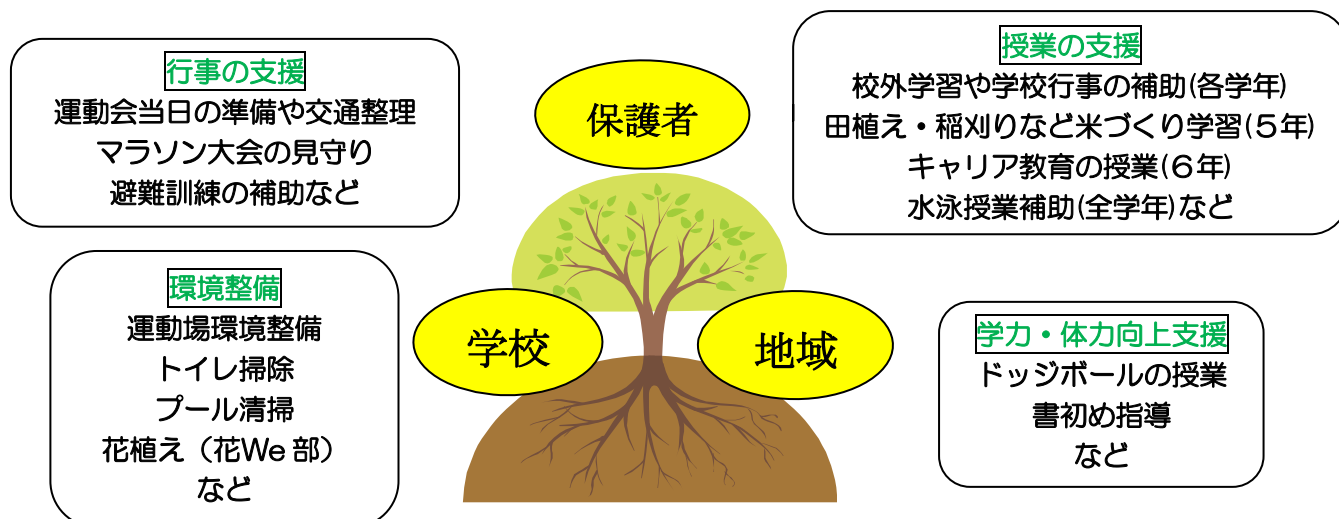 行事の支援
運動会当日の準備や交通整理
マラソン大会の見守り
避難訓練の補助など
保護者
授業の支援
校外学習や学校行事の補助(各学年)
田植え・稲刈りなど米づくり学習(５年)
キャリア教育の授業(６年)
水泳授業補助(全学年)など
環境整備
運動場環境整備
トイレ掃除
プール清掃
花植え（花We部）
など
学校
地域
学力・体力向上支援
ドッジボールの授業
書初め指導
など